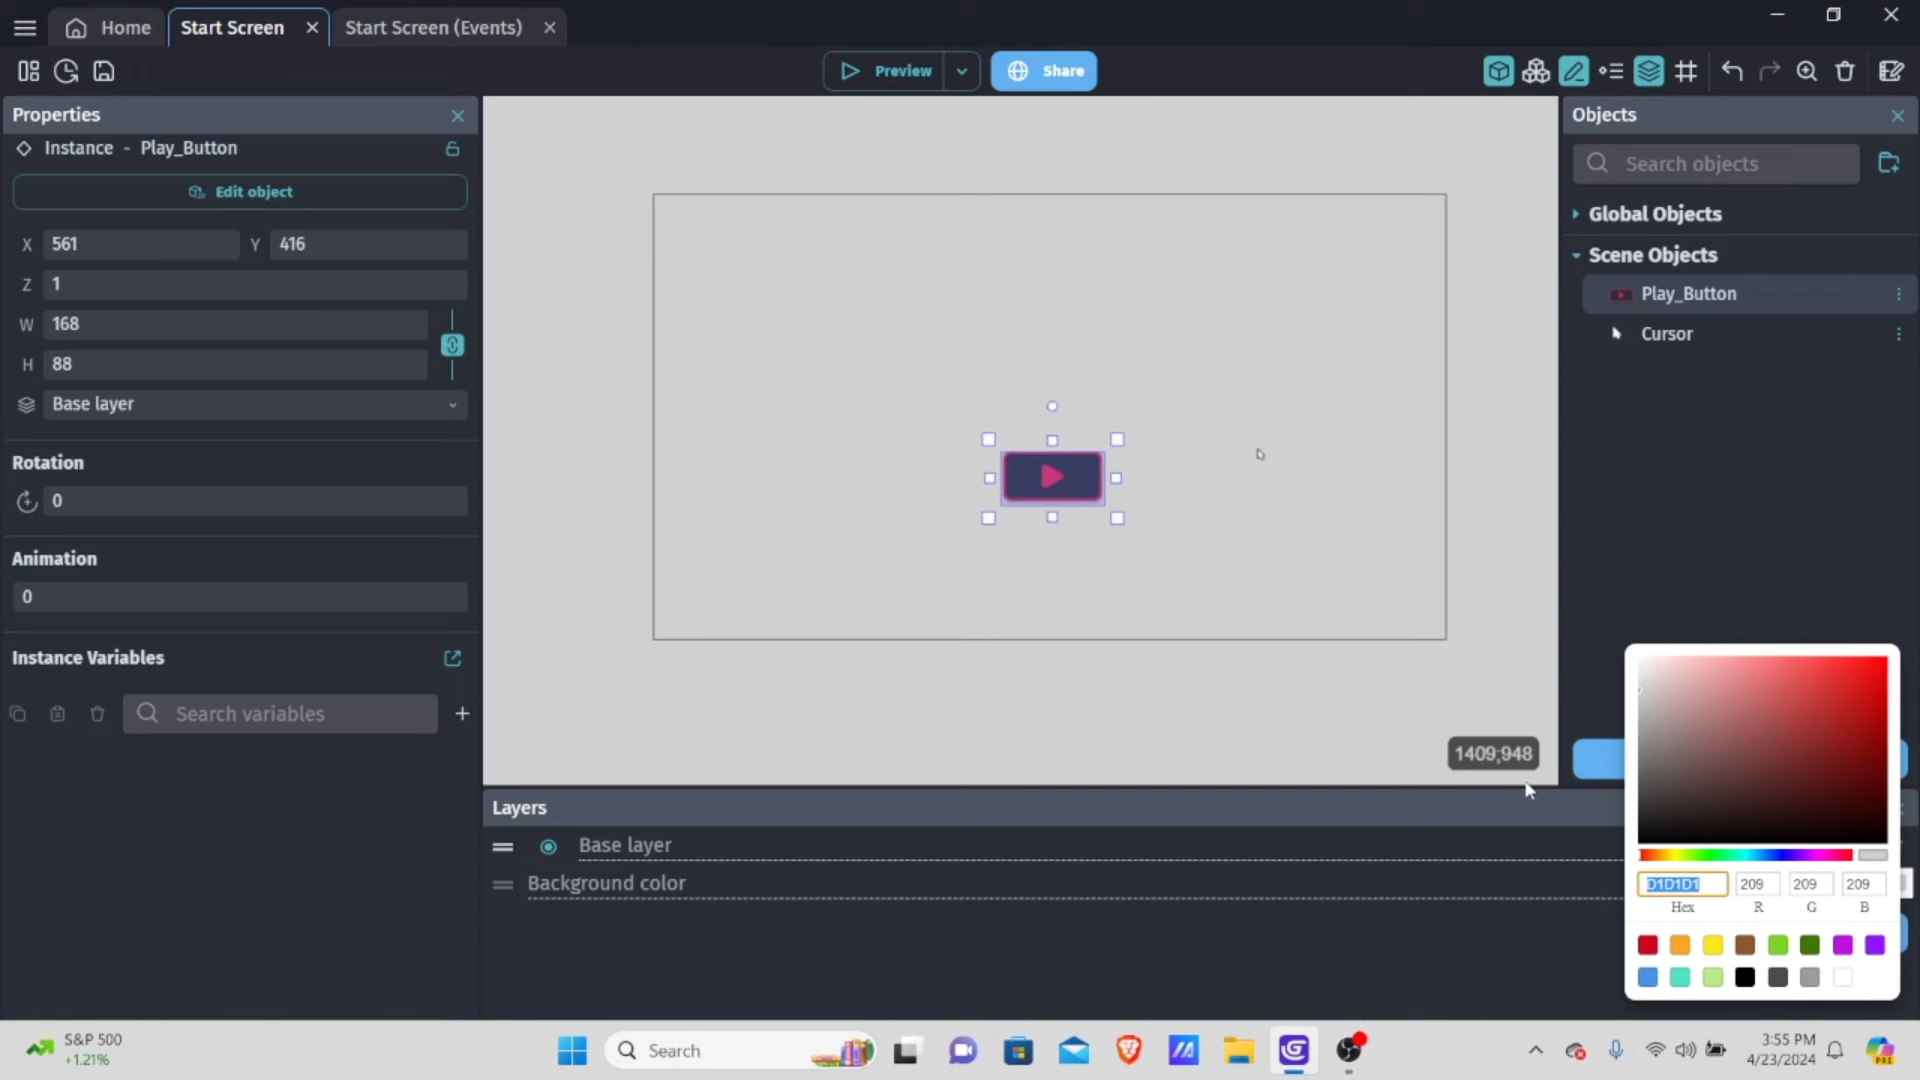 Home
Start Screen
Start Screen (Events)
Preview
Share
Properties
Instance - Play_Button
Edit object
X 561 Y 416
Z 1
W 168
H 88
Base layer
Rotation
0
Animation
0
Instance Variables
Search variables
Objects
Search objects
Global Objects
Scene Objects
Play_Button
Cursor
1409;948
Layers
Base layer
Background color
D1D1D1 209 209 209
Hex R G B
S&P 500
+1.21%
Search
3:55 PM
4/23/2024
PRE